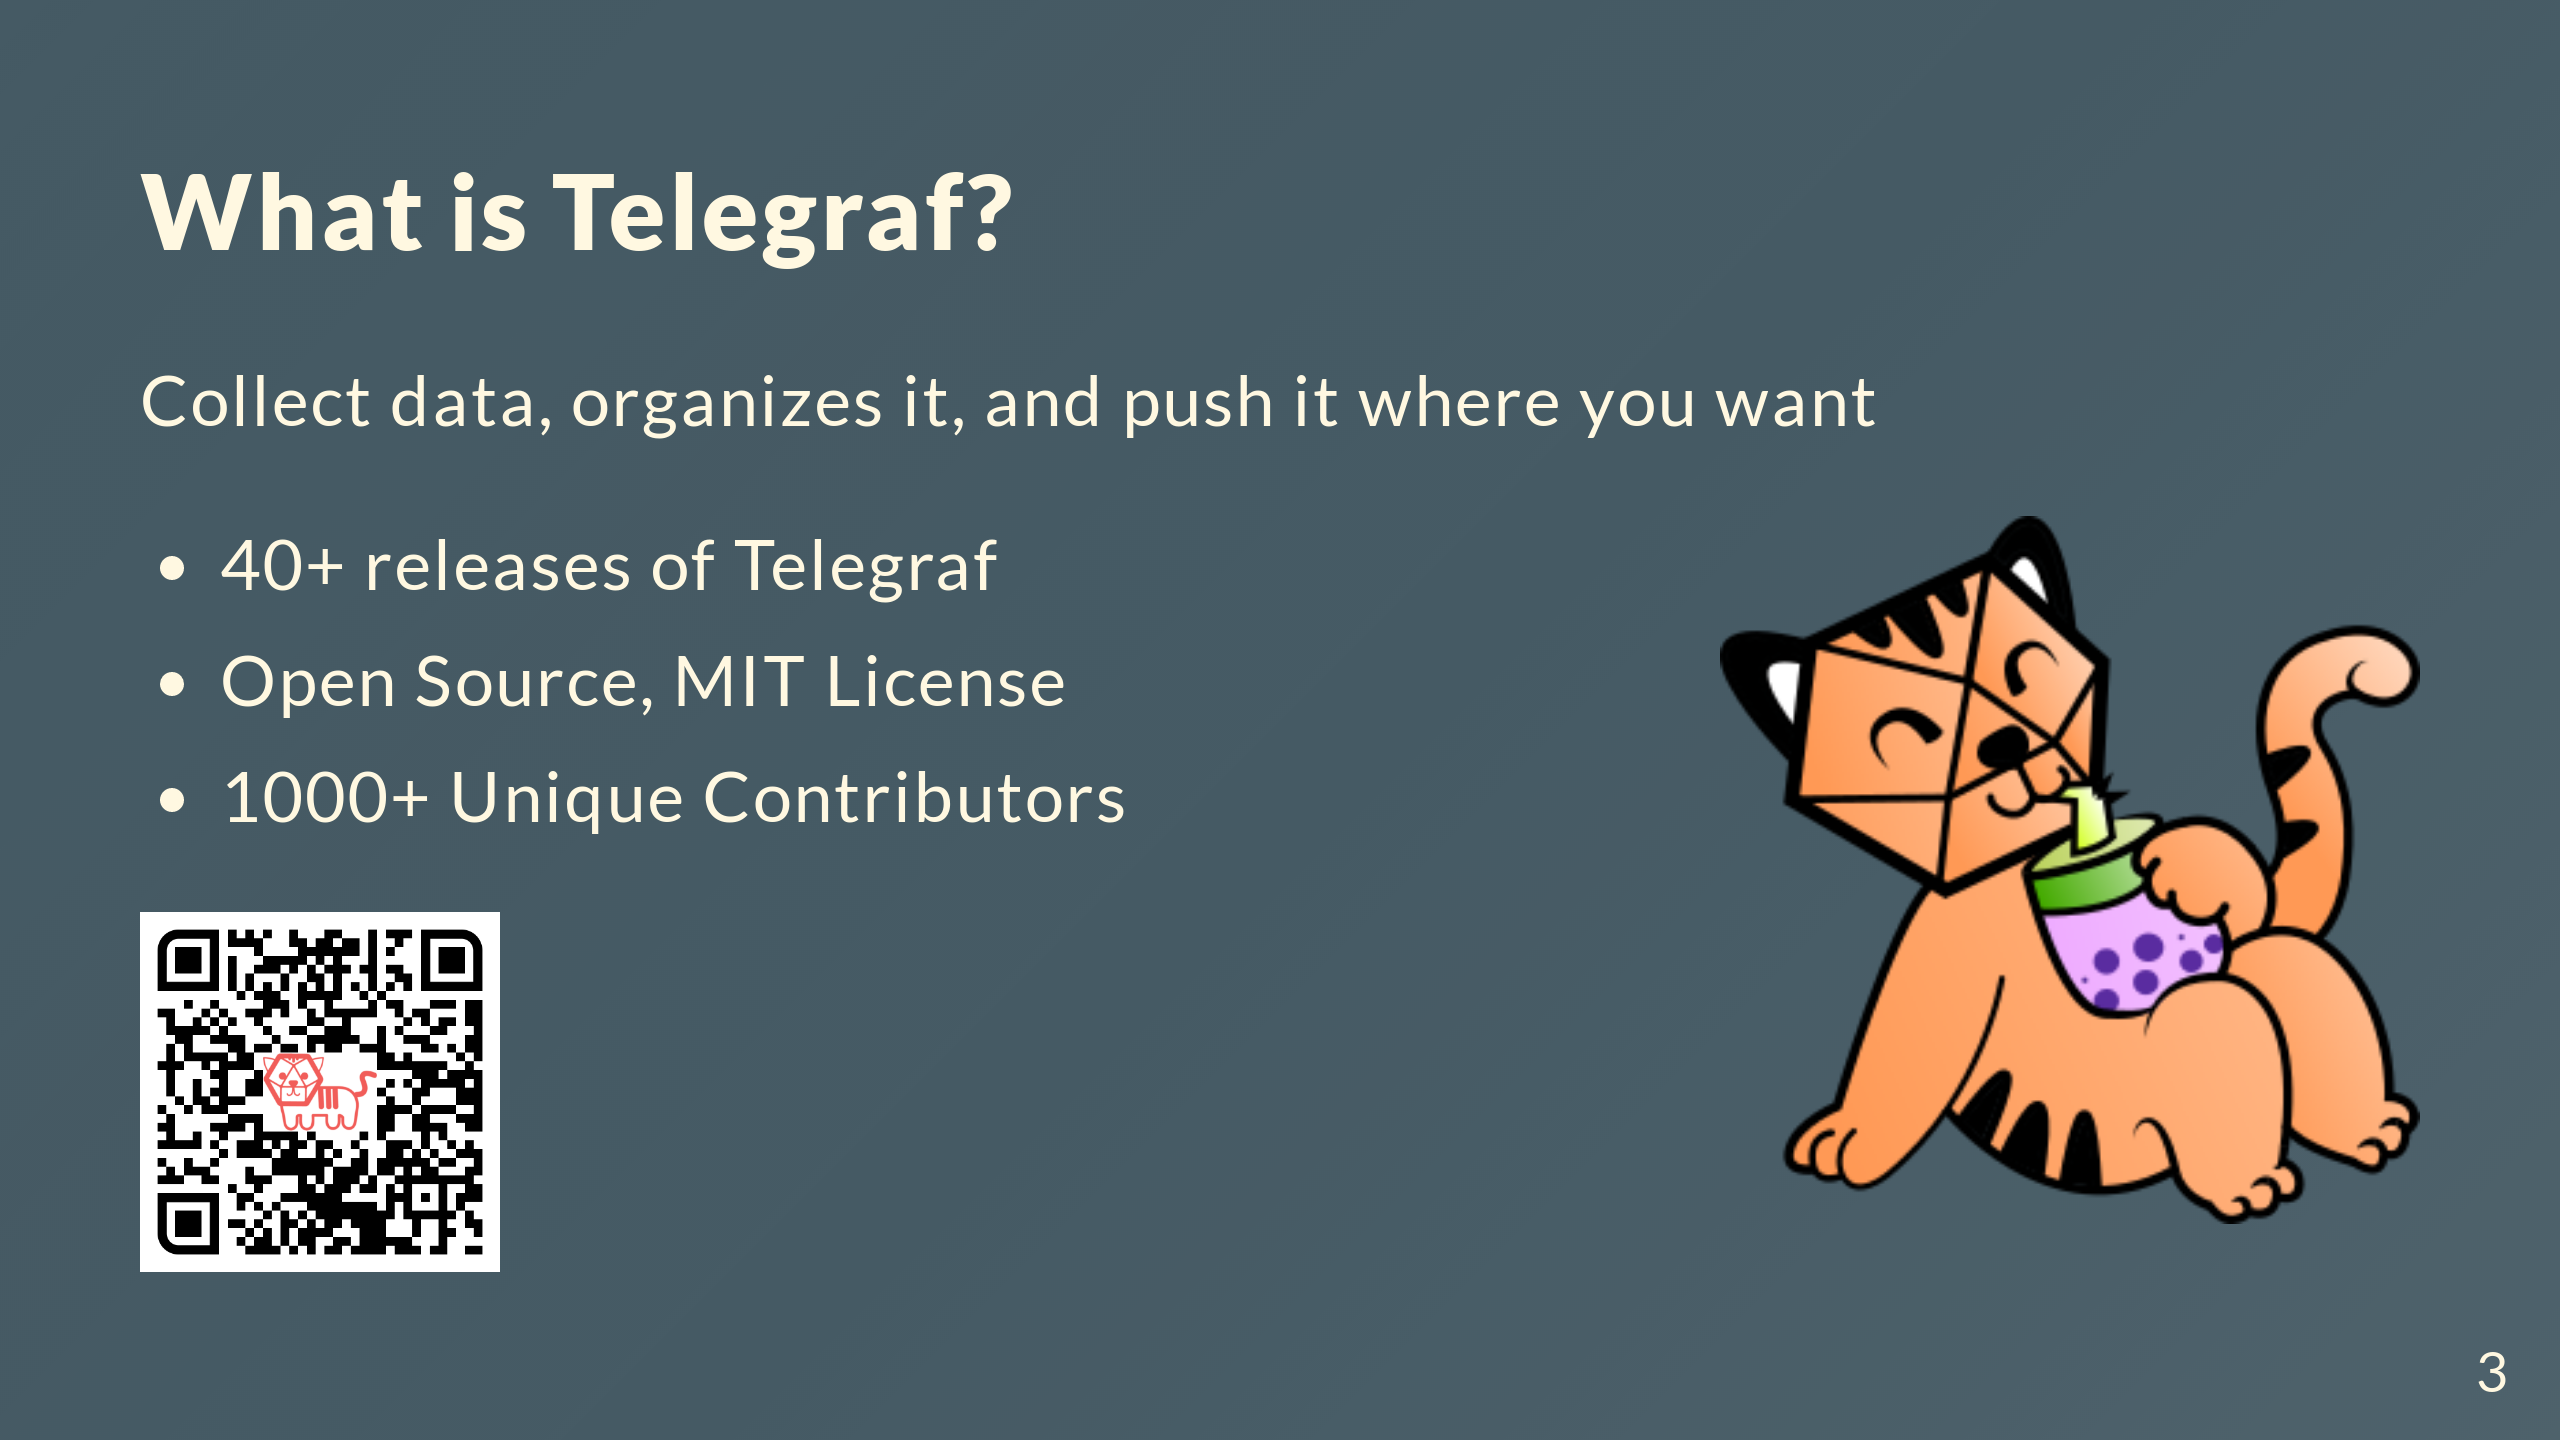 What is Telegraf?
Collect data, organizes it, and push it where you want
40+ releases of Telegraf
Open Source, MIT License
1000+ Unique Contributors
3